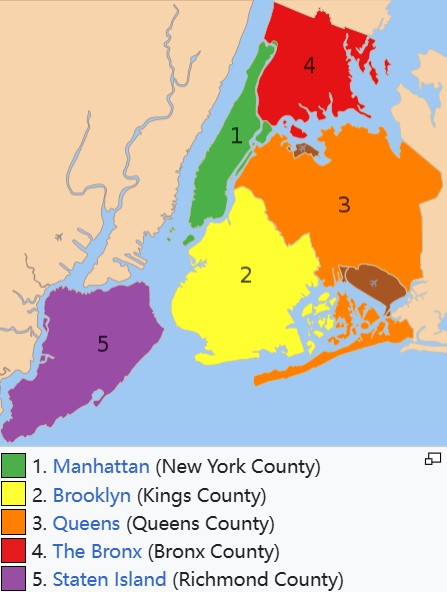 4
1
3
2
5
1. Manhattan (New York County)
2. Brooklyn (Kings County)
3. Queens (Queens County)
4. The Bronx (Bronx County)
5. Staten Island (Richmond County)